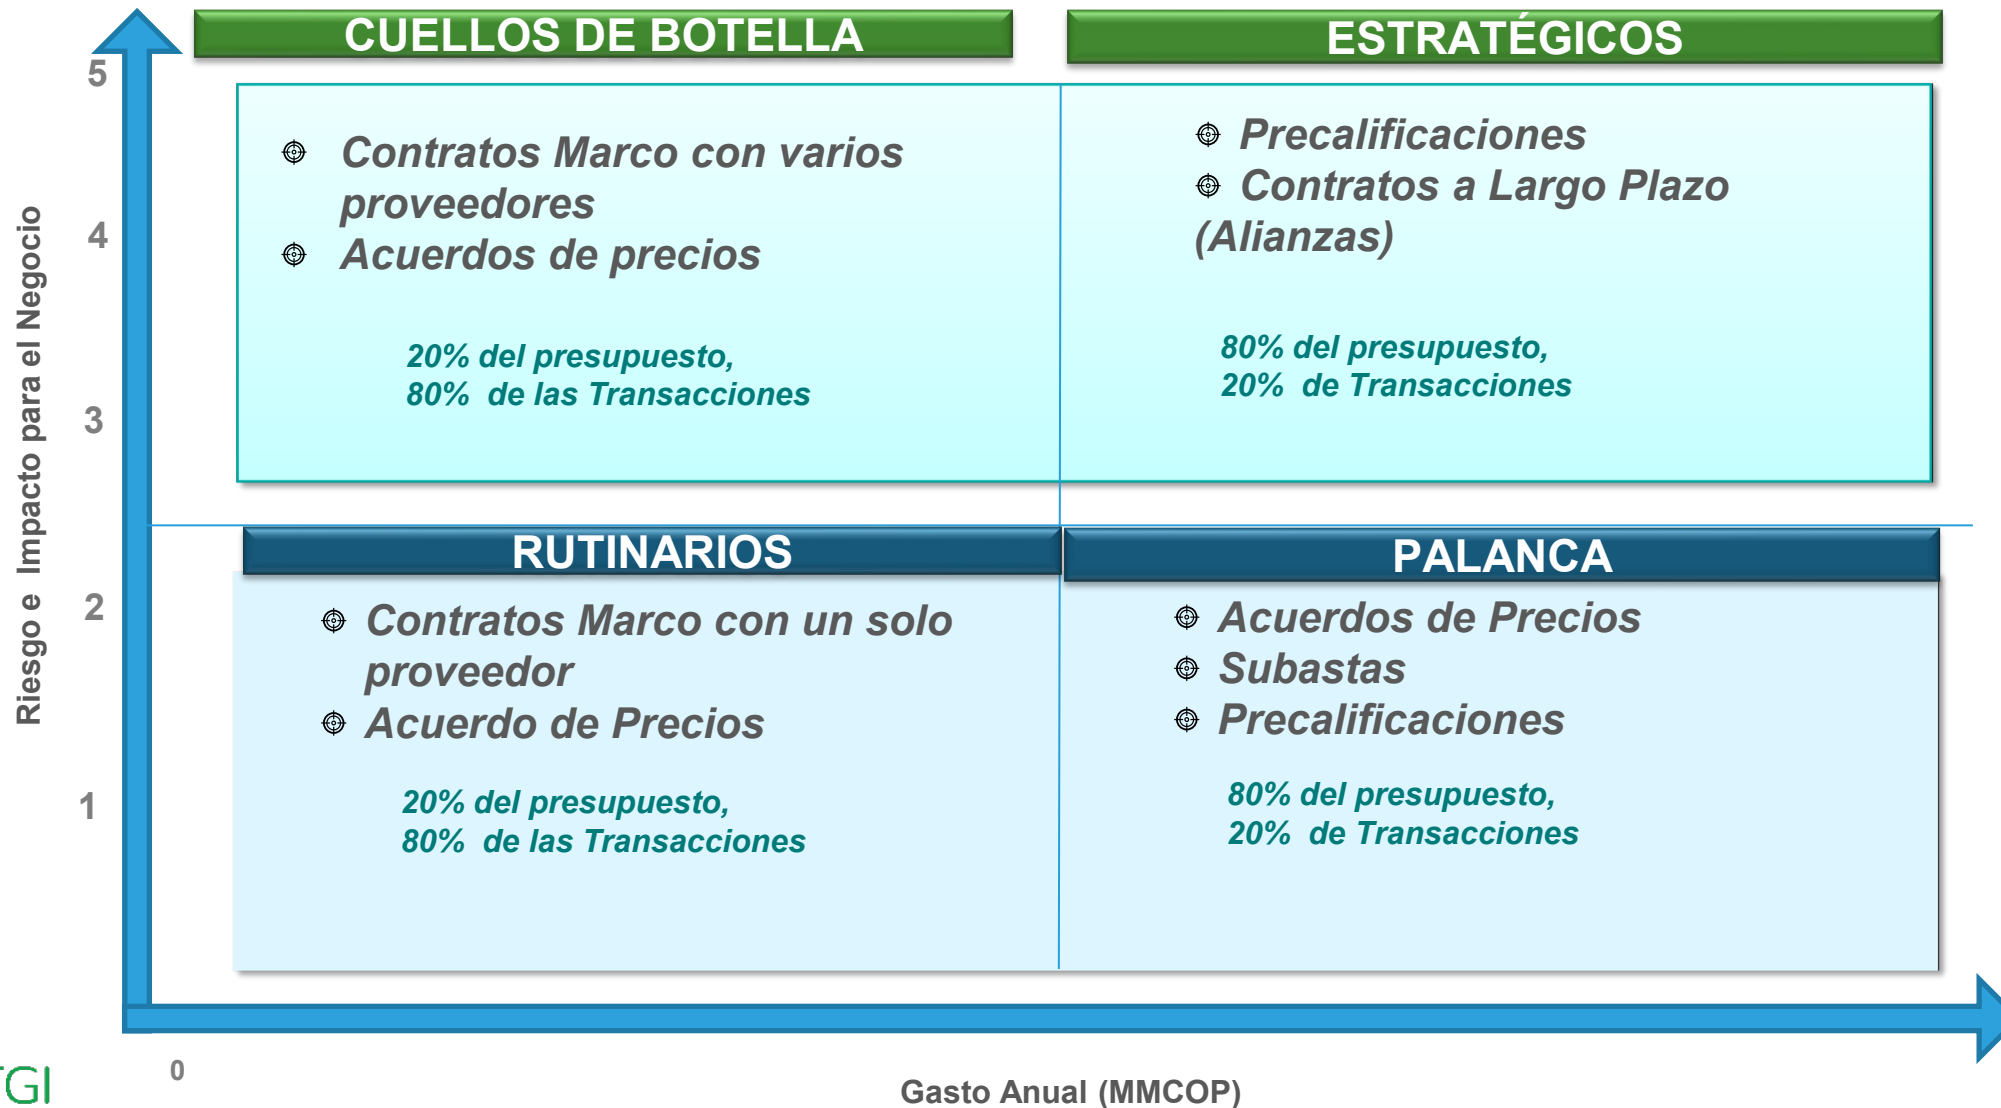 CUELLOS DE BOTELLA
ESTRATÉGICOS
5
4
3
2
1
0
Riesgo e Impacto para el Negocio
Contratos Marco con varios
proveedores
Acuerdos de precios
20% del presupuesto,
80% de las Transacciones
Precalificaciones
Contratos a Largo Plazo
(Alianzas)
80% del presupuesto,
20% de Transacciones
RUTINARIOS
PALANCA
Contratos Marco con un solo
proveedor
Acuerdo de Precios
20% del presupuesto,
80% de las Transacciones
Acuerdos de Precios
Subastas
Precalificaciones
80% del presupuesto,
20% de Transacciones
Gasto Anual (MMCOP)
TGI